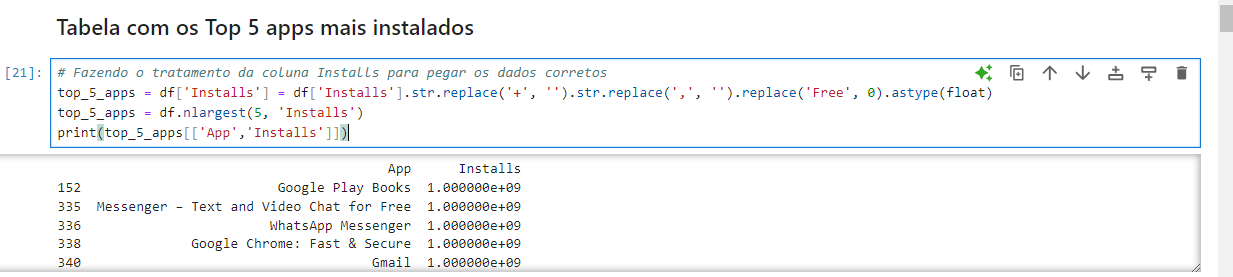 Tabela com os Top 5 apps mais instalados
[21]: # Fazendo o tratamento da coluna Installs para pegar os dados corretos
top_5_apps = df['Installs'] = df['Installs'].str.replace('+', '').str.replace(',', '').replace('Free', 0).astype(float)
top_5_apps = df.nlargest(5, 'Installs')
print(top_5_apps[['App','Installs']])
App Installs
152 Google Play Books 1.000000e+09
335 Messenger – Text and Video Chat for Free 1.000000e+09
336 WhatsApp Messenger 1.000000e+09
338 Google Chrome: Fast & Secure 1.000000e+09
340 Gmail 1.000000e+09